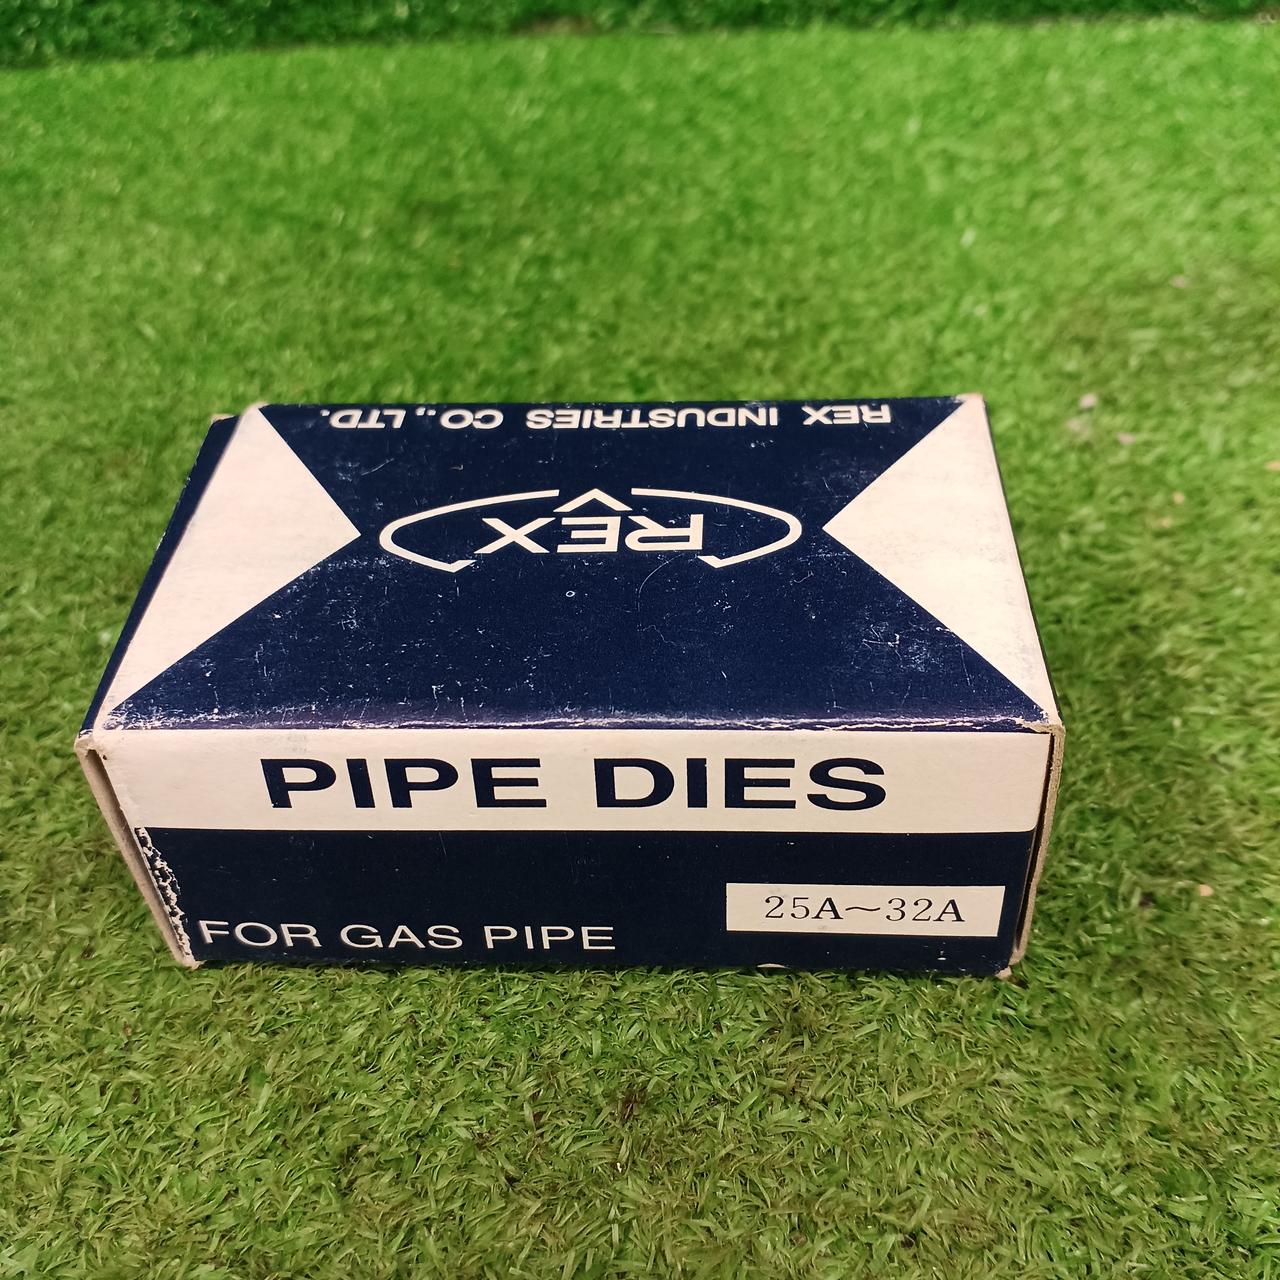 REX INDUSTRIES CO., LTD.
REX
PIPE DIES
FOR GAS PIPE
25A～32A